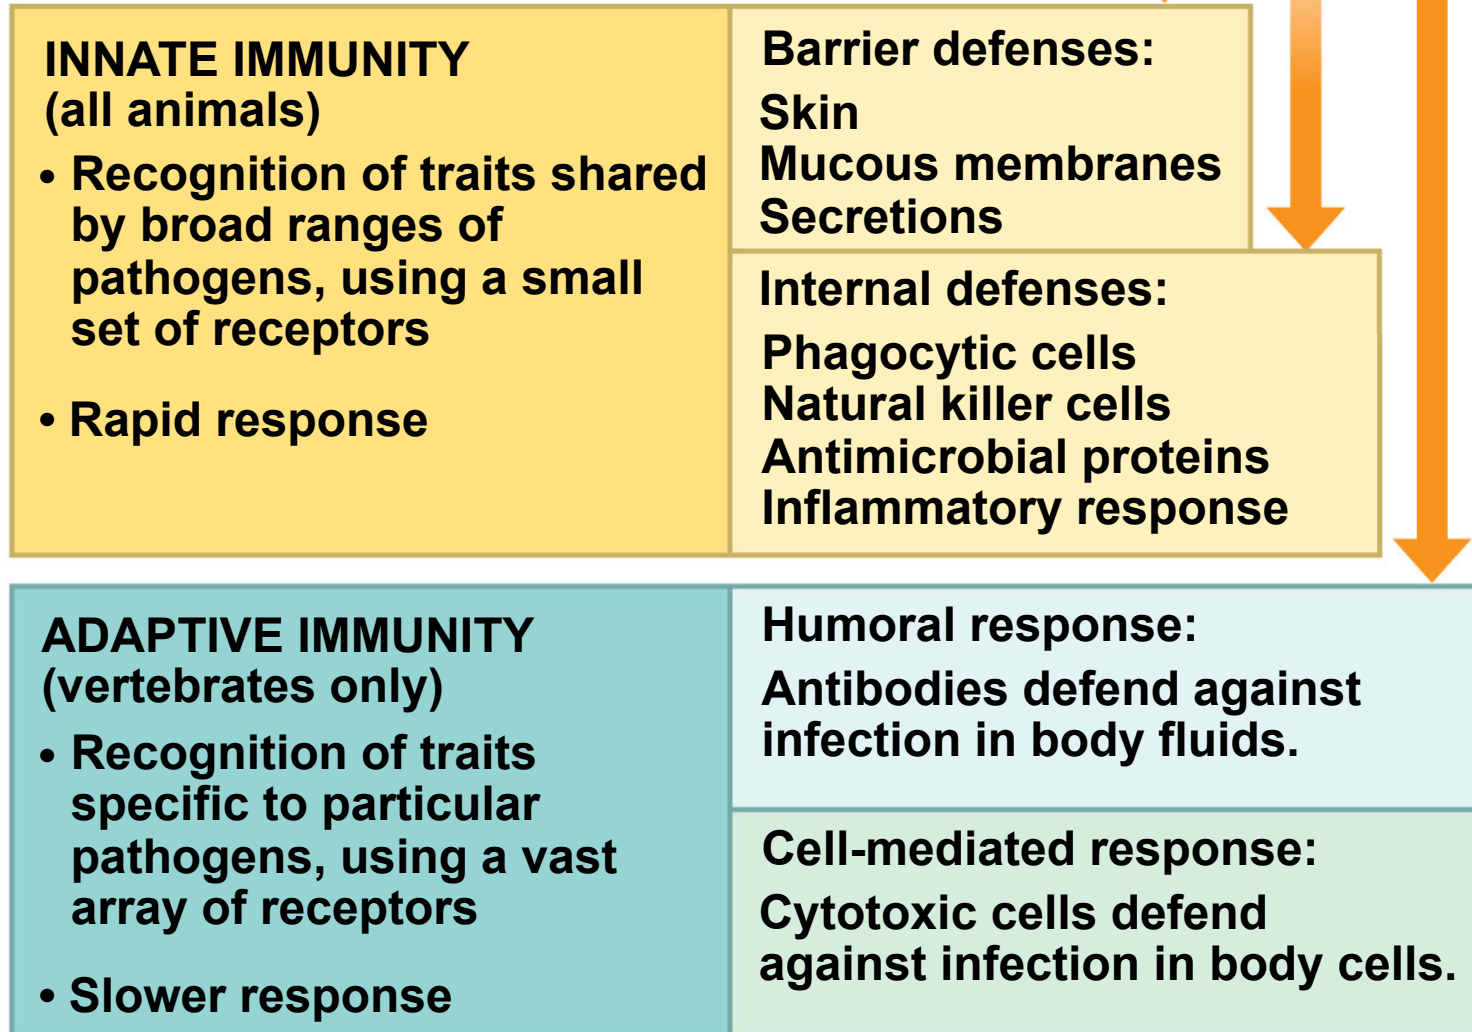 INNATE IMMUNITY
(all animals)
• Recognition of traits shared
by broad ranges of
pathogens, using a small
set of receptors
• Rapid response
Barrier defenses:
Skin
Mucous membranes
Secretions
Internal defenses:
Phagocytic cells
Natural killer cells
Antimicrobial proteins
Inflammatory response
ADAPTIVE IMMUNITY
(vertebrates only)
• Recognition of traits
specific to particular
pathogens, using a vast
array of receptors
• Slower response
Humoral response:
Antibodies defend against
infection in body fluids.
Cell-mediated response:
Cytotoxic cells defend
against infection in body cells.